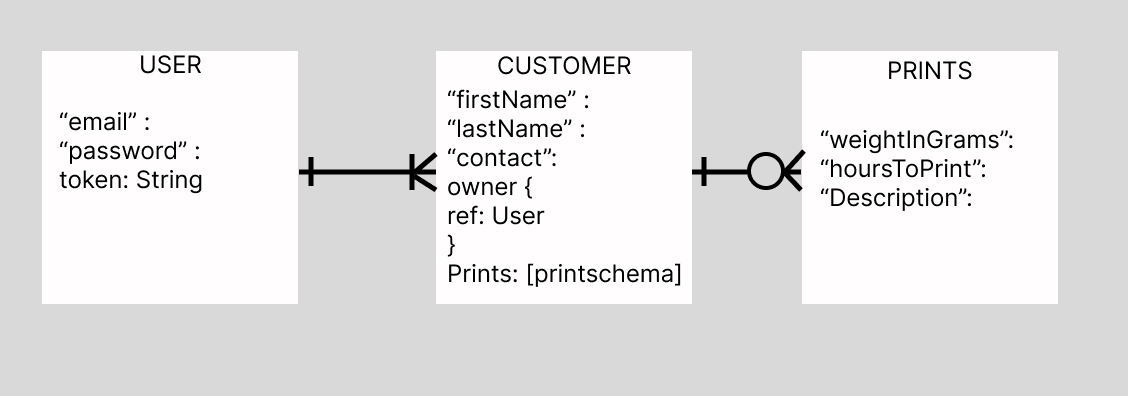 USER
“email” :
“password” :
token: String
CUSTOMER
“firstName” :
“lastName” :
“contact”:
owner {
ref: User
}
Prints: [printschema]
PRINTS
“weightInGrams”:
“hoursToPrint”:
“Description”: